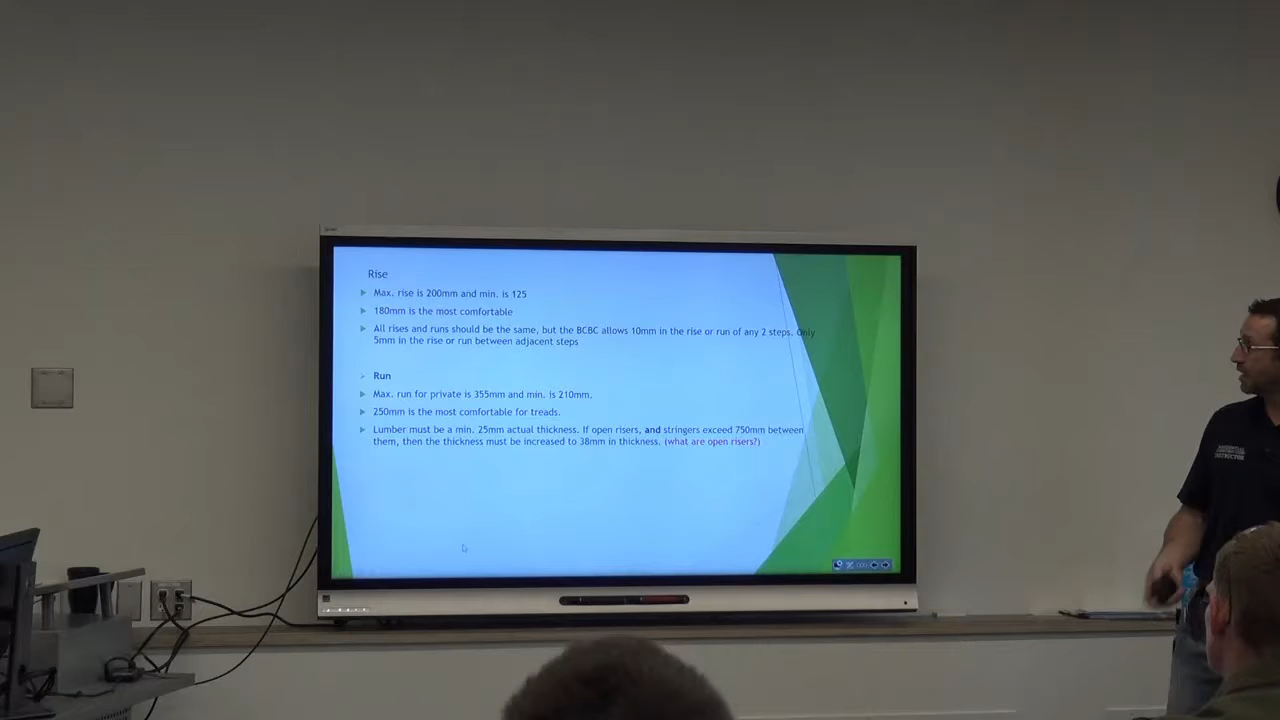 Rise
Max. rise is 200mm and min. is 125
180mm is the most comfortable
All rises and runs should be the same, but the BCBC allows 10mm in the rise or run of any 2 steps. Only
5mm in the rise or run between adjacent steps
Run
Max. run for private is 355mm and min. is 210mm.
250mm is the most comfortable for treads.
Lumber must be a min. 25mm actual thickness. If open risers, and stringers exceed 750mm between
them, then the thickness must be increased to 38mm in thickness. (what are open risers?)
INSTRUCTOR